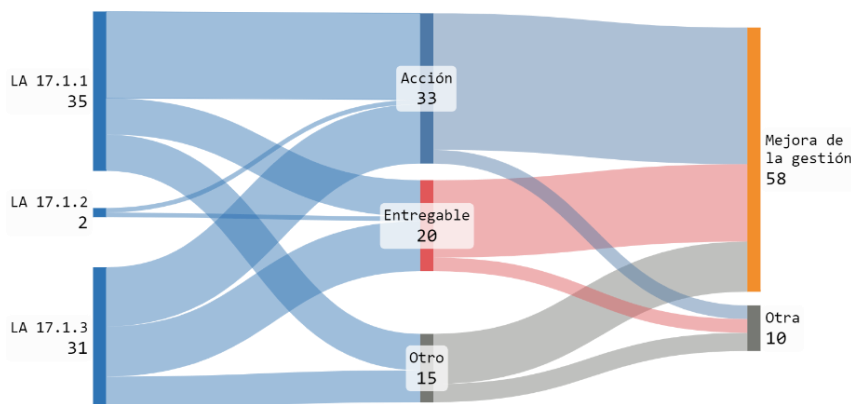 LA 17.1.1
35
LA 17.1.2
2
LA 17.1.3
31
Acción
33
Entregable
20
Otro
15
Mejora de
la gestión
58
Otra
10